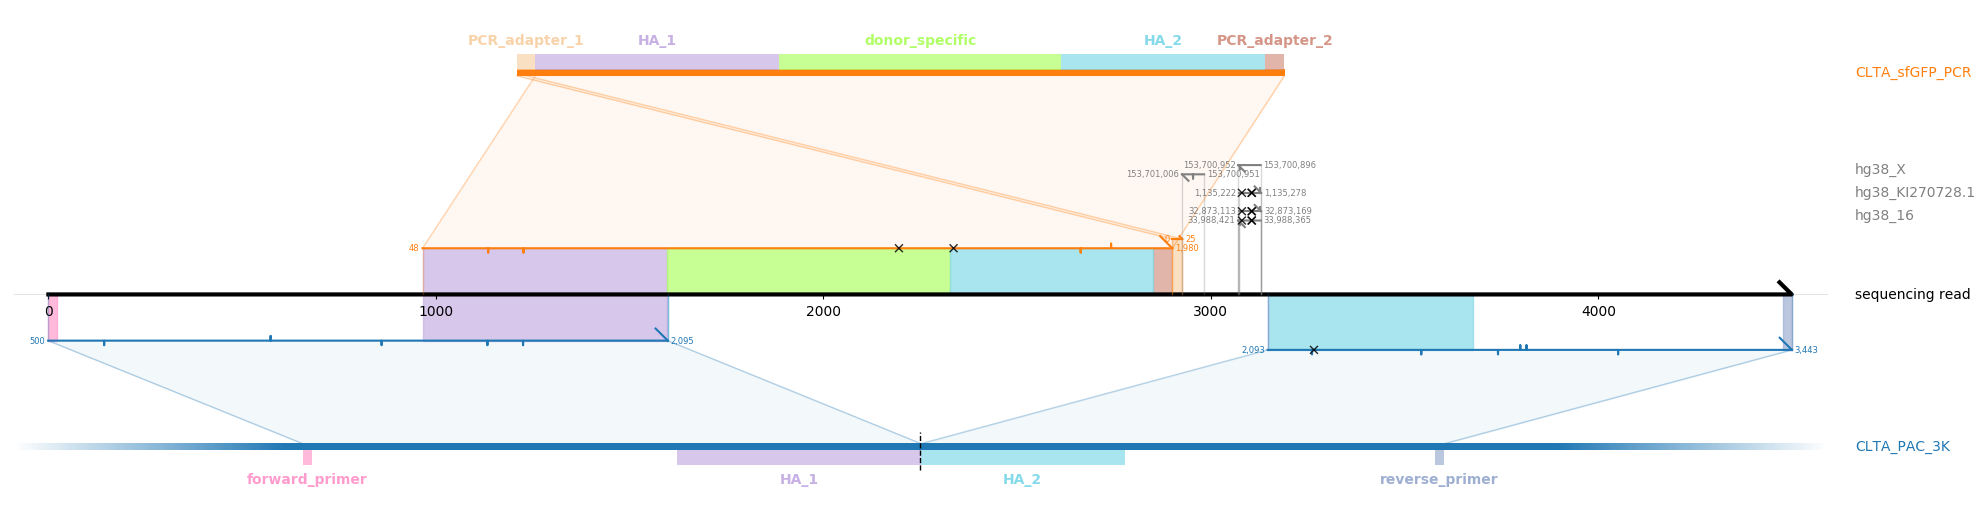 PCR_adapter_1 HA_1 donor_specific HA_2 PCR_adapter_2
CLTA_sfGFP_PCR
153,700,952 153,700,896
hg38_X
153,701,006 153,700,951
1,135,222 1,135,278
hg38_KI270728.1
32,873,113 32,873,169
hg38_16
33,988,421 33,988,365
0 25
48 1,980
sequencing read
0 1000 2000 3000 4000
500 2,095
2,093 3,443
CLTA_PAC_3K
forward_primer HA_1 HA_2 reverse_primer